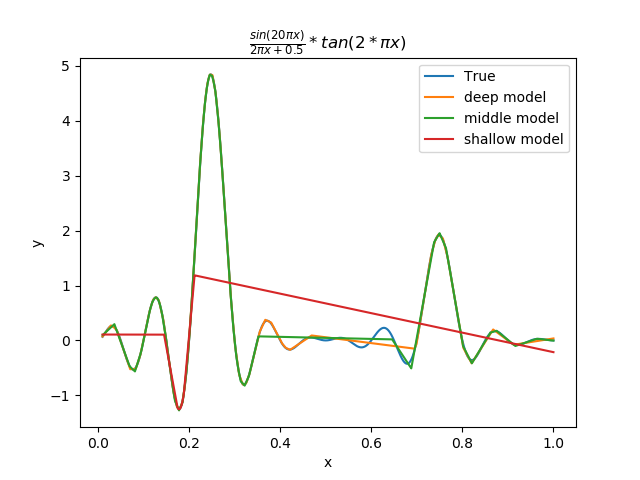 sin(20πx)
2πx + 0.5 * tan(2 * πx)
True
deep model
middle model
shallow model
5
4
3
2
1
0
−1
y
0.0 0.2 0.4 0.6 0.8 1.0
x